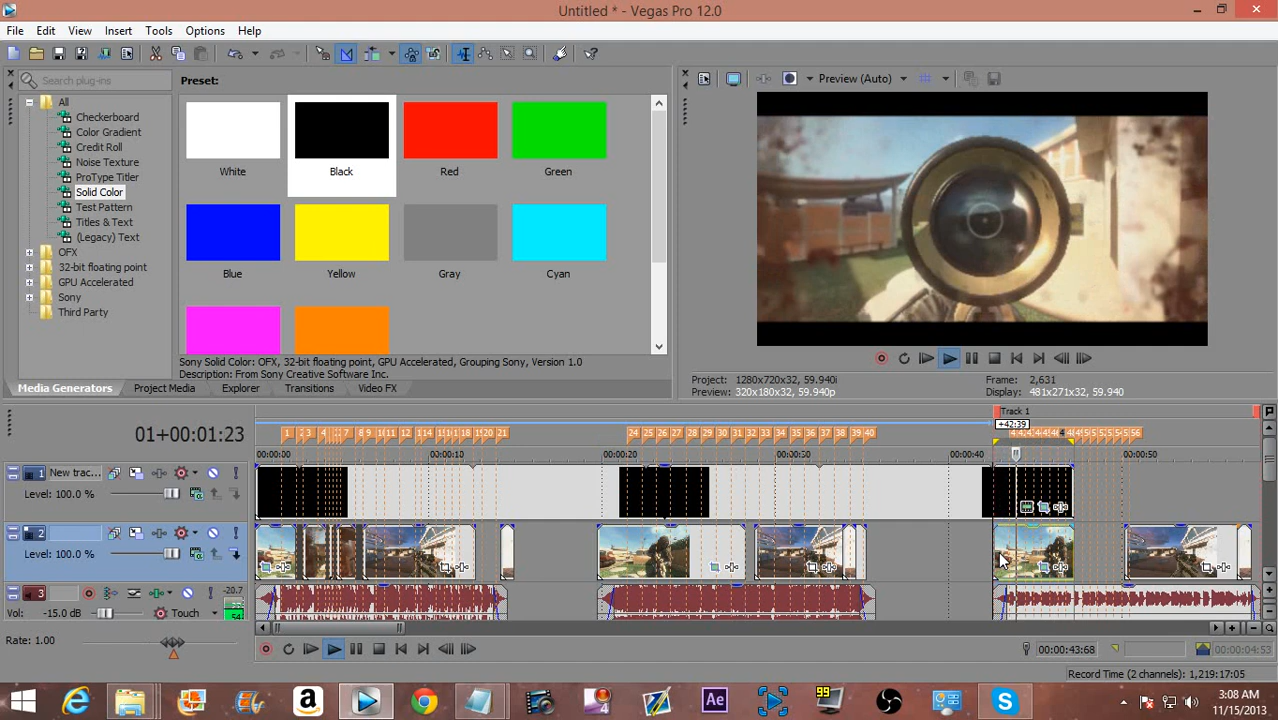 Untitled * - Vegas Pro 12.0
File Edit View Insert Tools Options Help
Search plug-ins
All
Checkerboard
Color Gradient
Credit Roll
Noise Texture
ProType Titler
Solid Color
Test Pattern
Titles & Text
(Legacy) Text
OFX
32-bit floating point
GPU Accelerated
Sony
Third Party
Preset:
White Black Red Green
Blue Yellow Gray Cyan
Sony Solid Color: OFX, 32-bit floating point, GPU Accelerated, Grouping Sony, Version 1.0
Description: From Sony Creative Software Inc.
Media Generators Project Media Explorer Transitions Video FX
Preview (Auto)
Project: 1280x720x32, 59.940i Frame: 2,631
Preview: 320x180x32, 59.940p Display: 481x271x32, 59.940
01+00:01:23
Track 1
+42:39
00:00:00 00:00:10 00:00:20 00:00:30 00:00:40 00:00:50
1 New trac...
Level: 100.0 %
2
Level: 100.0 %
3 -20.7
Vol: -15.0 dB Touch
54
Rate: 1.00
00:00:43:68 00:00:04:53
Record Time (2 channels): 1,219:17:05
Ae 99
3:08 AM
11/15/2013